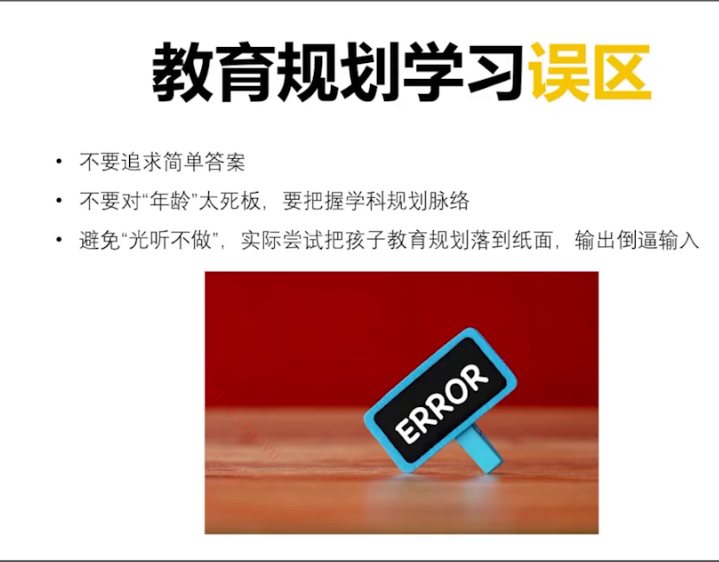 教育规划学习误区
• 不要追求简单答案
• 不要对“年龄”太死板，要把握学科规划脉络
• 避免“光听不做”，实际尝试把孩子教育规划落到纸面，输出倒逼输入
ERROR